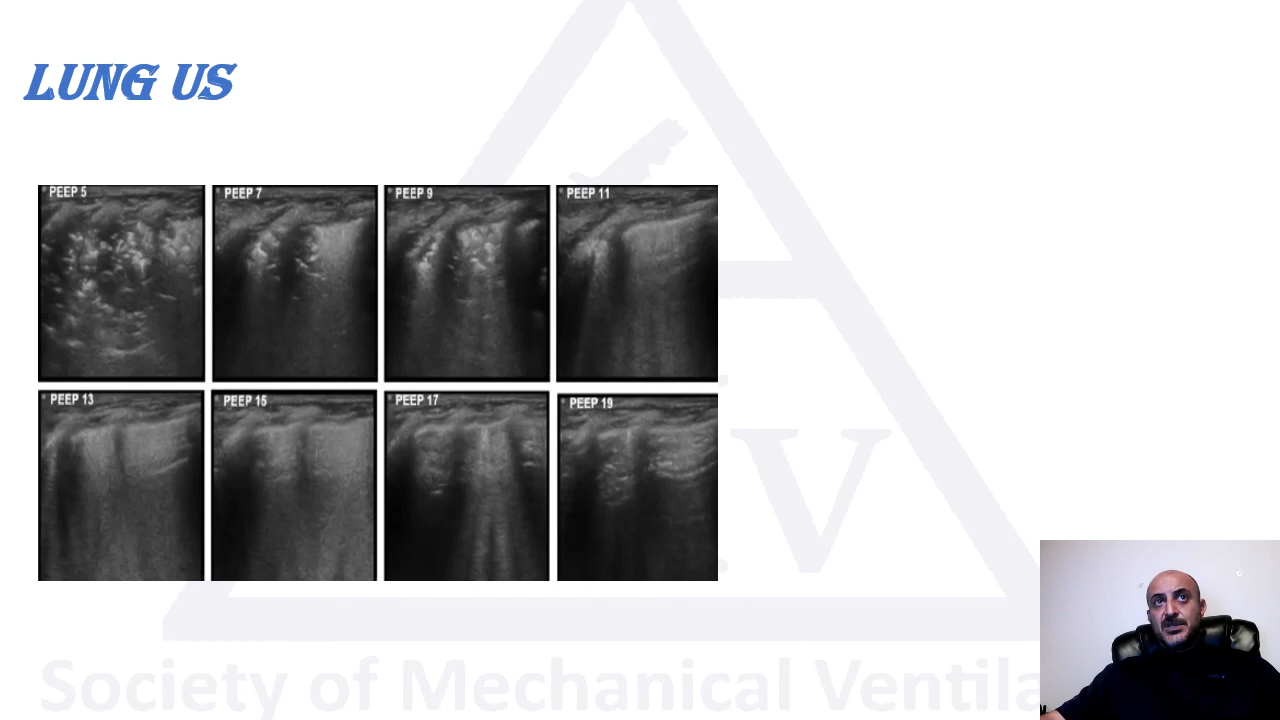 LUNG US
PEEP 5
PEEP 7
PEEP 9
PEEP 11
PEEP 13
PEEP 15
PEEP 17
PEEP 19
V
Society of Mechanical Ventila